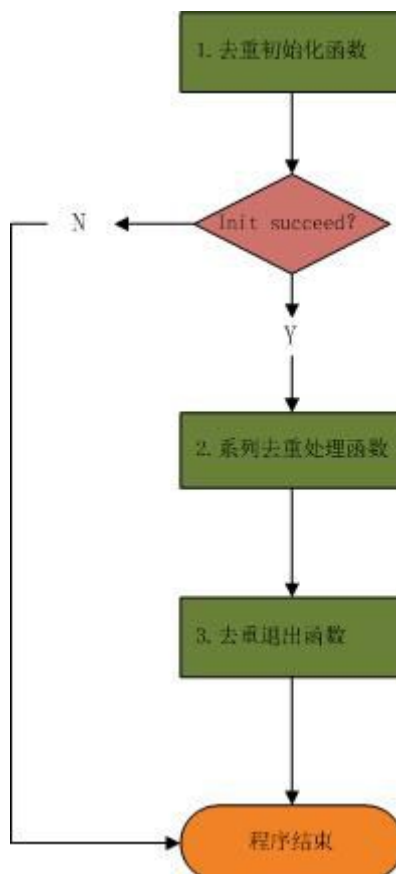 1. 去重初始化函数
Init succeed?
N
Y
2. 系列去重处理函数
3. 去重退出函数
程序结束